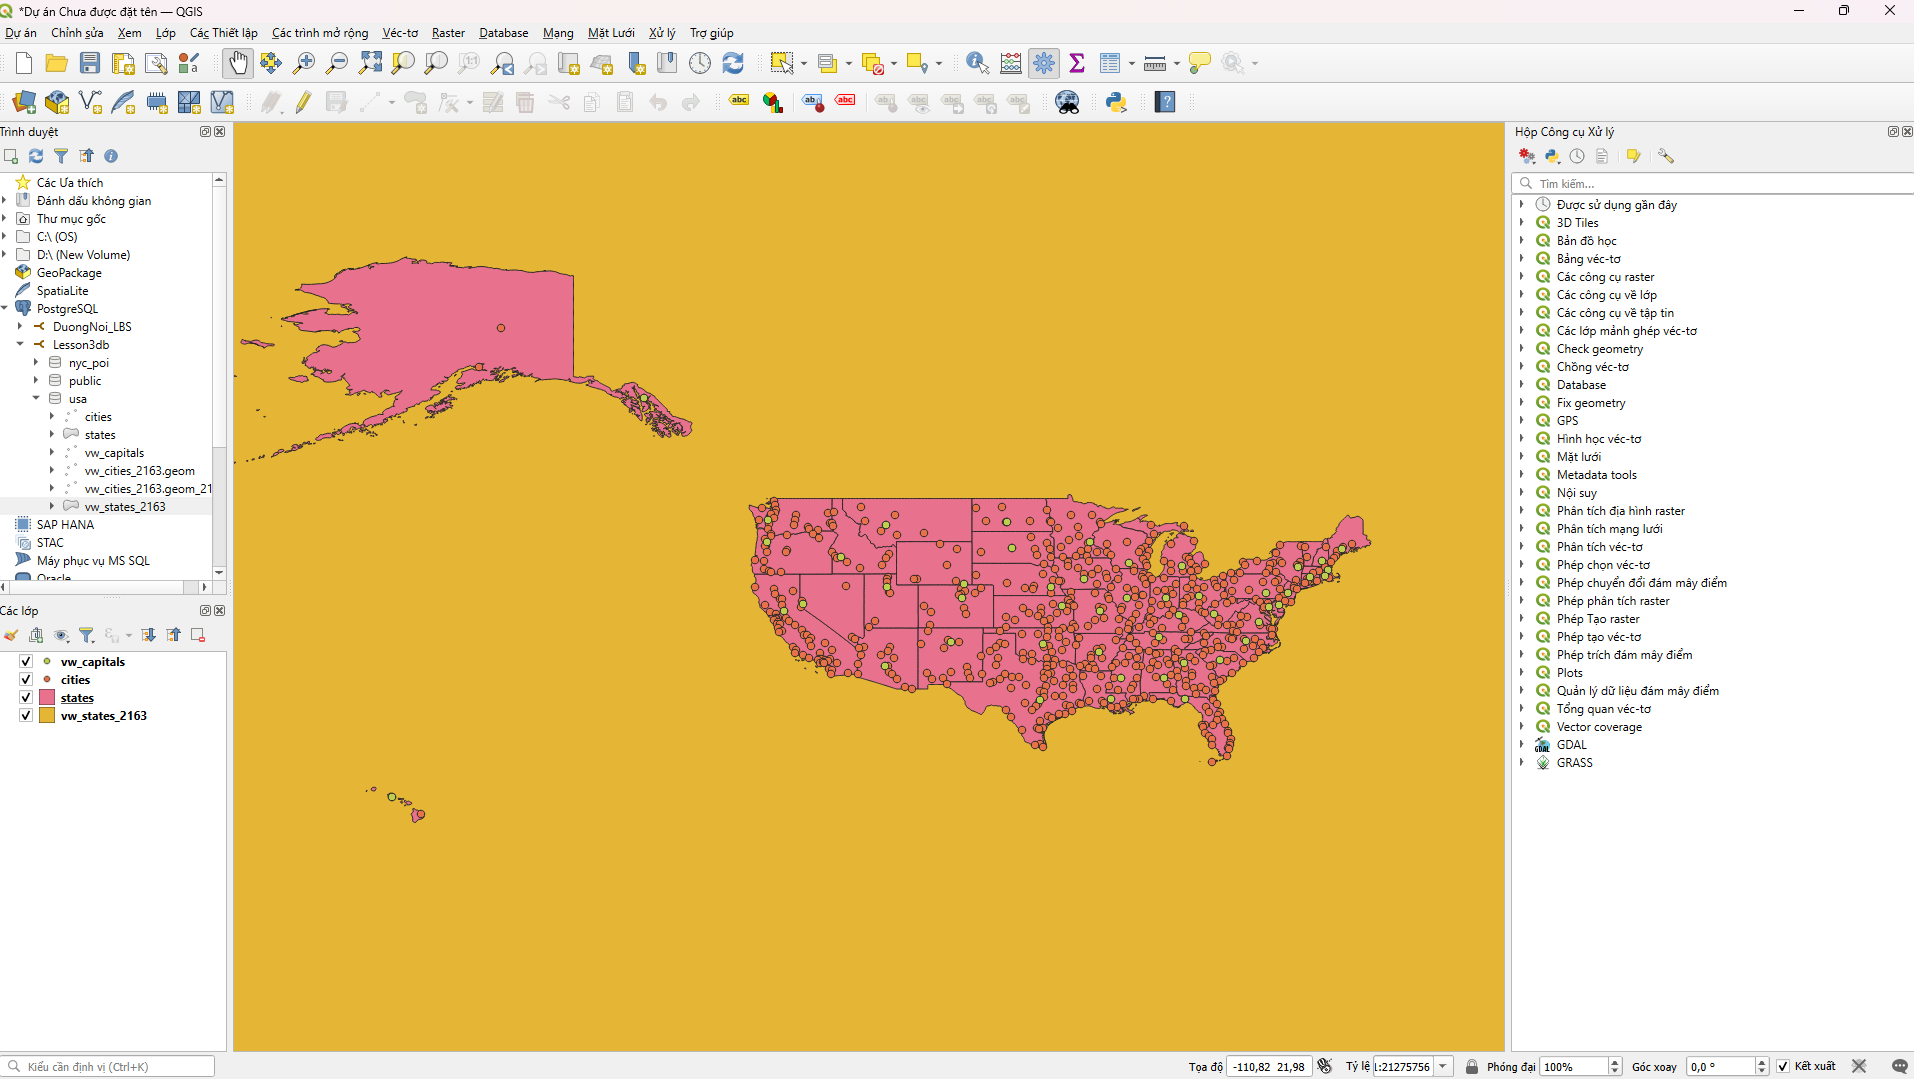 *Dự án Chưa được đặt tên — QGIS
Dự án Chỉnh sửa Xem Lớp Các Thiết lập Các trình mở rộng Véc-tơ Raster Database Mạng Mặt Lưới Xử lý Trợ giúp
Trình duyệt
Các Ưa thích
Đánh dấu không gian
Thư mục gốc
C:\ (OS)
D:\ (New Volume)
GeoPackage
SpatiaLite
PostgreSQL
DuongNoi_LBS
Lesson3db
nyc_poi
public
usa
cities
states
vw_capitals
vw_cities_2163.geom
vw_cities_2163.geom_21
vw_states_2163
SAP HANA
STAC
Máy phục vụ MS SQL
Oracle
Các lớp
vw_capitals
cities
states
vw_states_2163
Hộp Công cụ Xử lý
Tìm kiếm...
Được sử dụng gần đây
3D Tiles
Bản đồ học
Bảng véc-tơ
Các công cụ raster
Các công cụ về lớp
Các công cụ về tập tin
Các lớp mảnh ghép véc-tơ
Check geometry
Chồng véc-tơ
Database
Fix geometry
GPS
Hình học véc-tơ
Mặt lưới
Metadata tools
Nội suy
Phân tích địa hình raster
Phân tích mạng lưới
Phân tích véc-tơ
Phép chọn véc-tơ
Phép chuyển đổi đám mây điểm
Phép phân tích raster
Phép Tạo raster
Phép tạo véc-tơ
Phép trích đám mây điểm
Plots
Quản lý dữ liệu đám mây điểm
Tổng quan véc-tơ
Vector coverage
GDAL
GRASS
Kiểu cần định vị (Ctrl+K)
Tọa độ -110,82 21,98 Tỷ lệ 1:21275756 Phóng đại 100% Góc xoay 0,0 ° Kết xuất